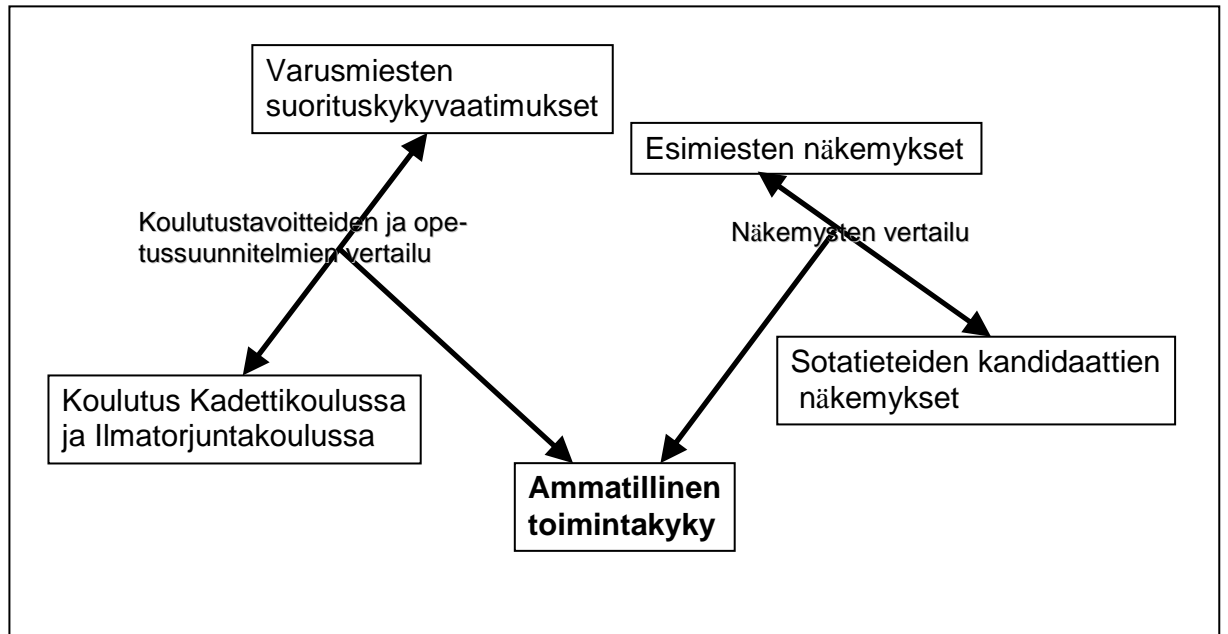 Varusmiesten
suorituskykyvaatimukset
Esimiesten näkemykset
Koulutustavoitteiden ja ope-
tussuunnitelmien vertailu
Näkemysten vertailu
Sotatieteiden kandidaattien
näkemykset
Koulutus Kadettikoulussa
ja Ilmatorjuntakoulussa
Ammatillinen
toimintakyky